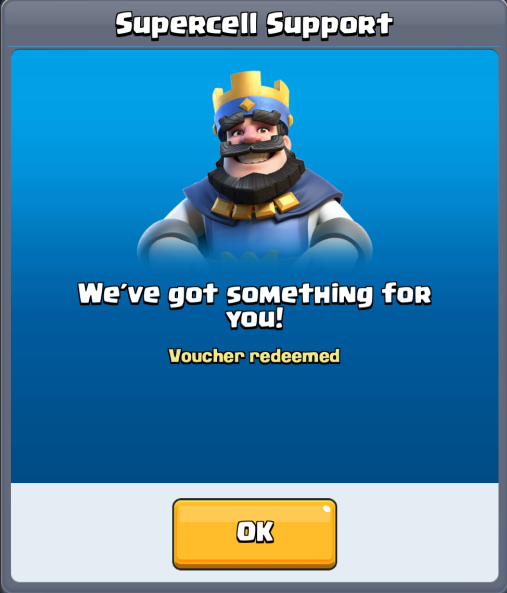 Supercell Support
We've got something for
you!
Voucher redeemed
OK